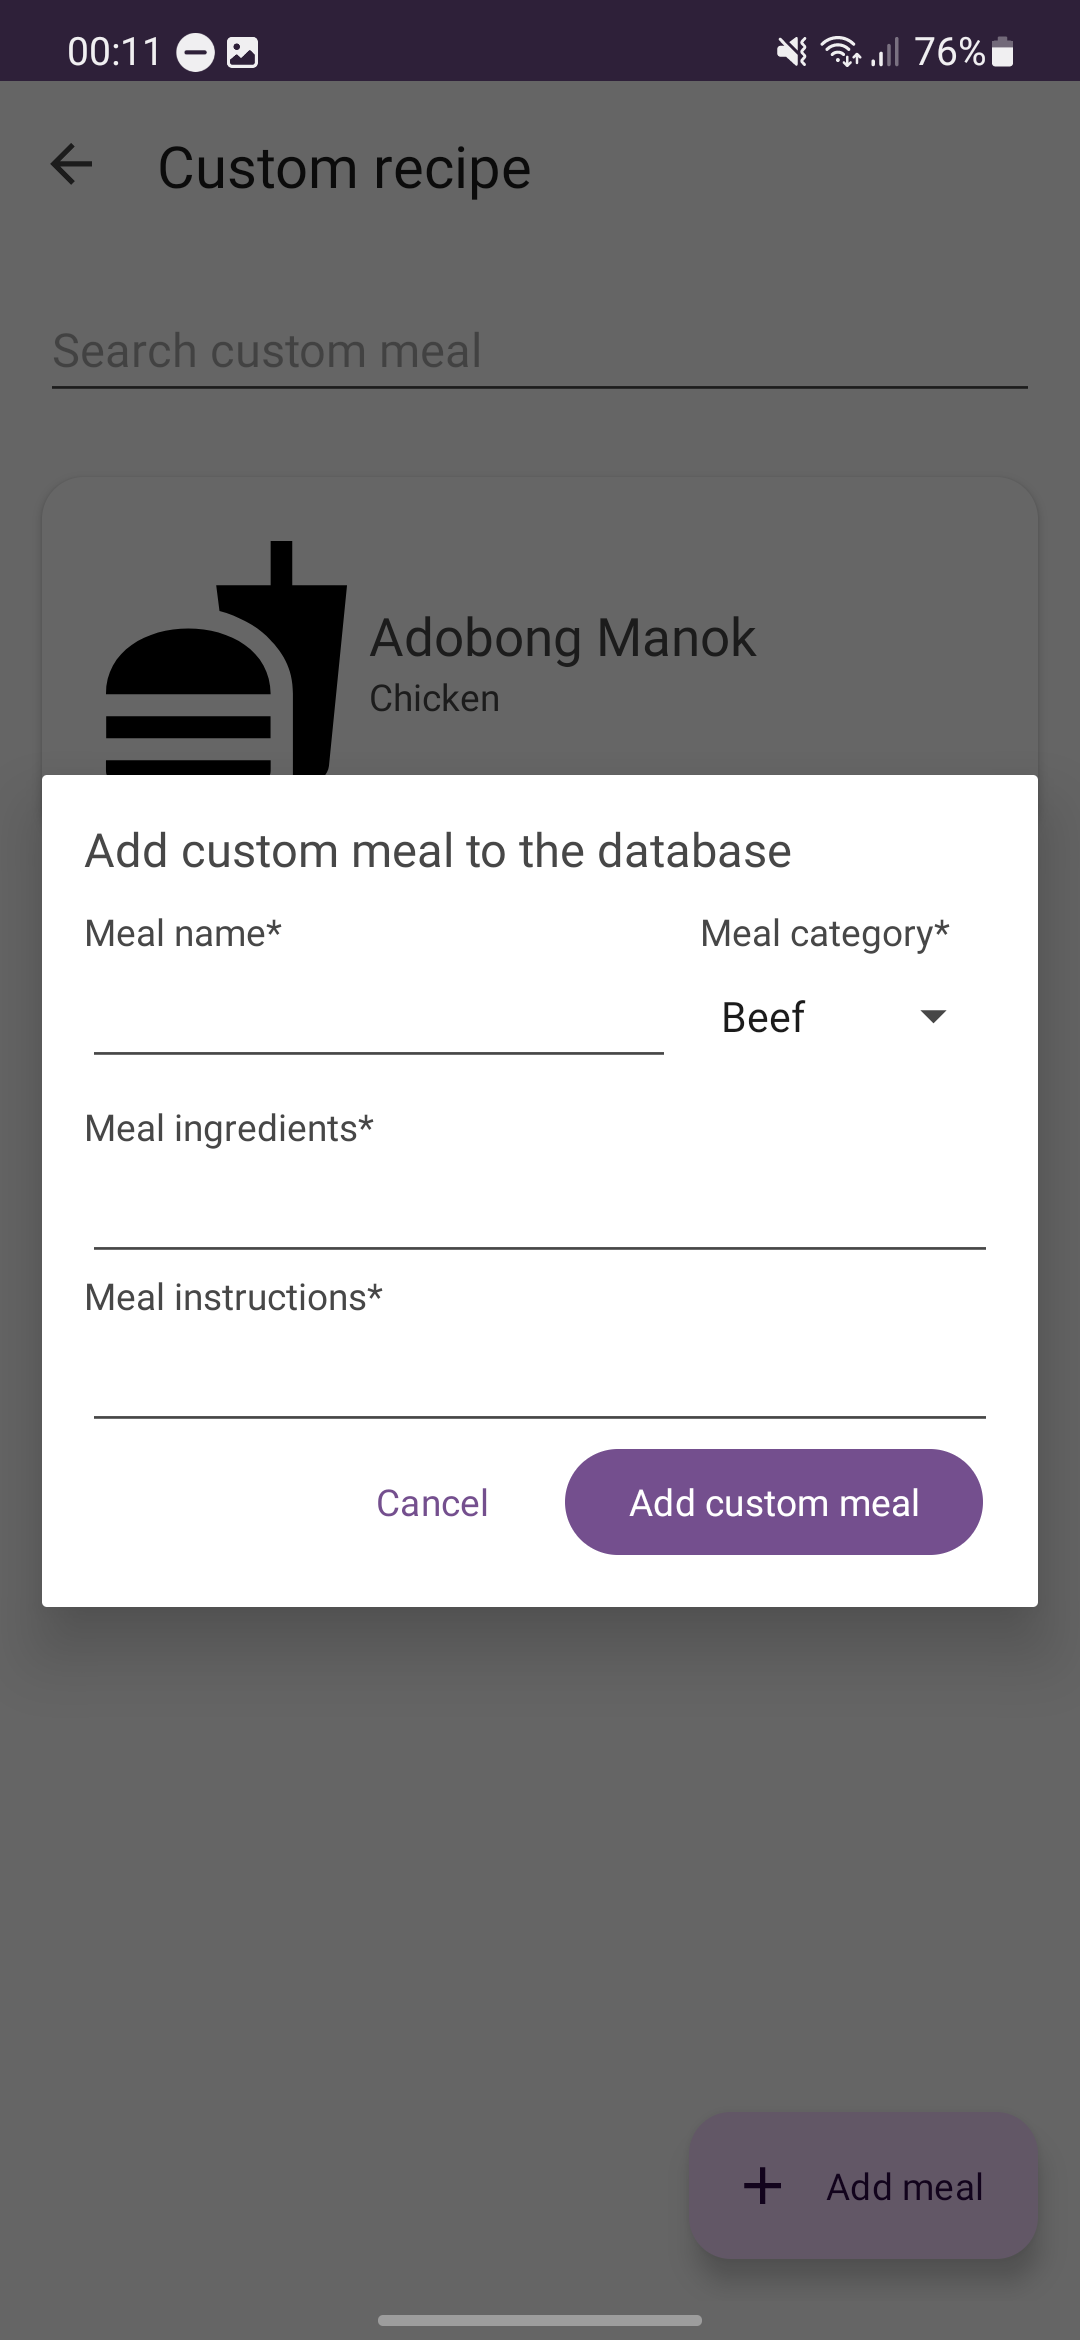 00:11 76%
Custom recipe
Search custom meal
Adobong Manok
Chicken
Add custom meal to the database
Meal name* Meal category*
Beef
Meal ingredients*
Meal instructions*
Cancel Add custom meal
Add meal